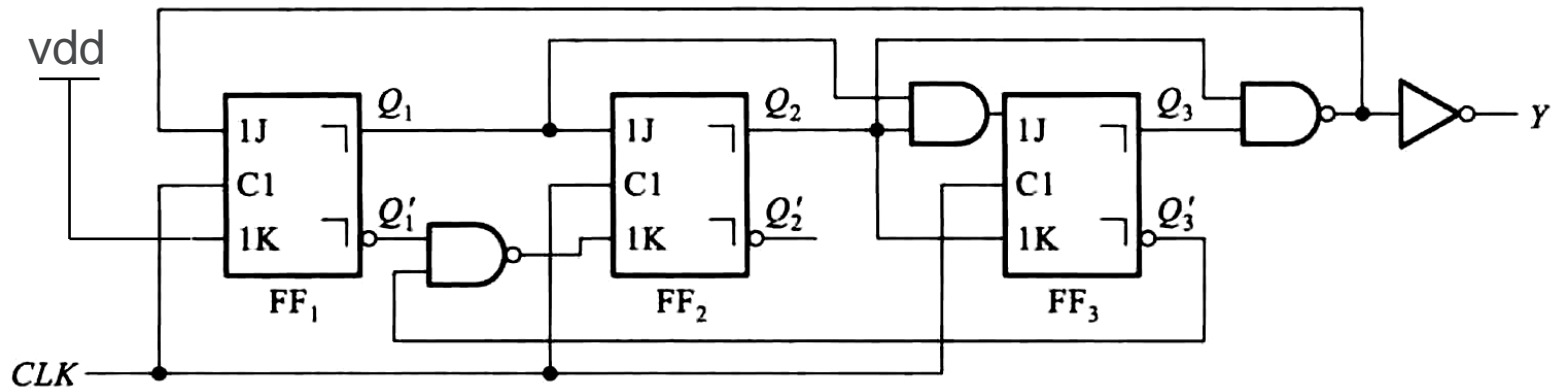 vdd
Q₁ Q₂ Q₃
1J 1J 1J Y
C1 C1 C1
Q₁′ Q₂′ Q₃′
1K 1K 1K
FF₁ FF₂ FF₃
CLK